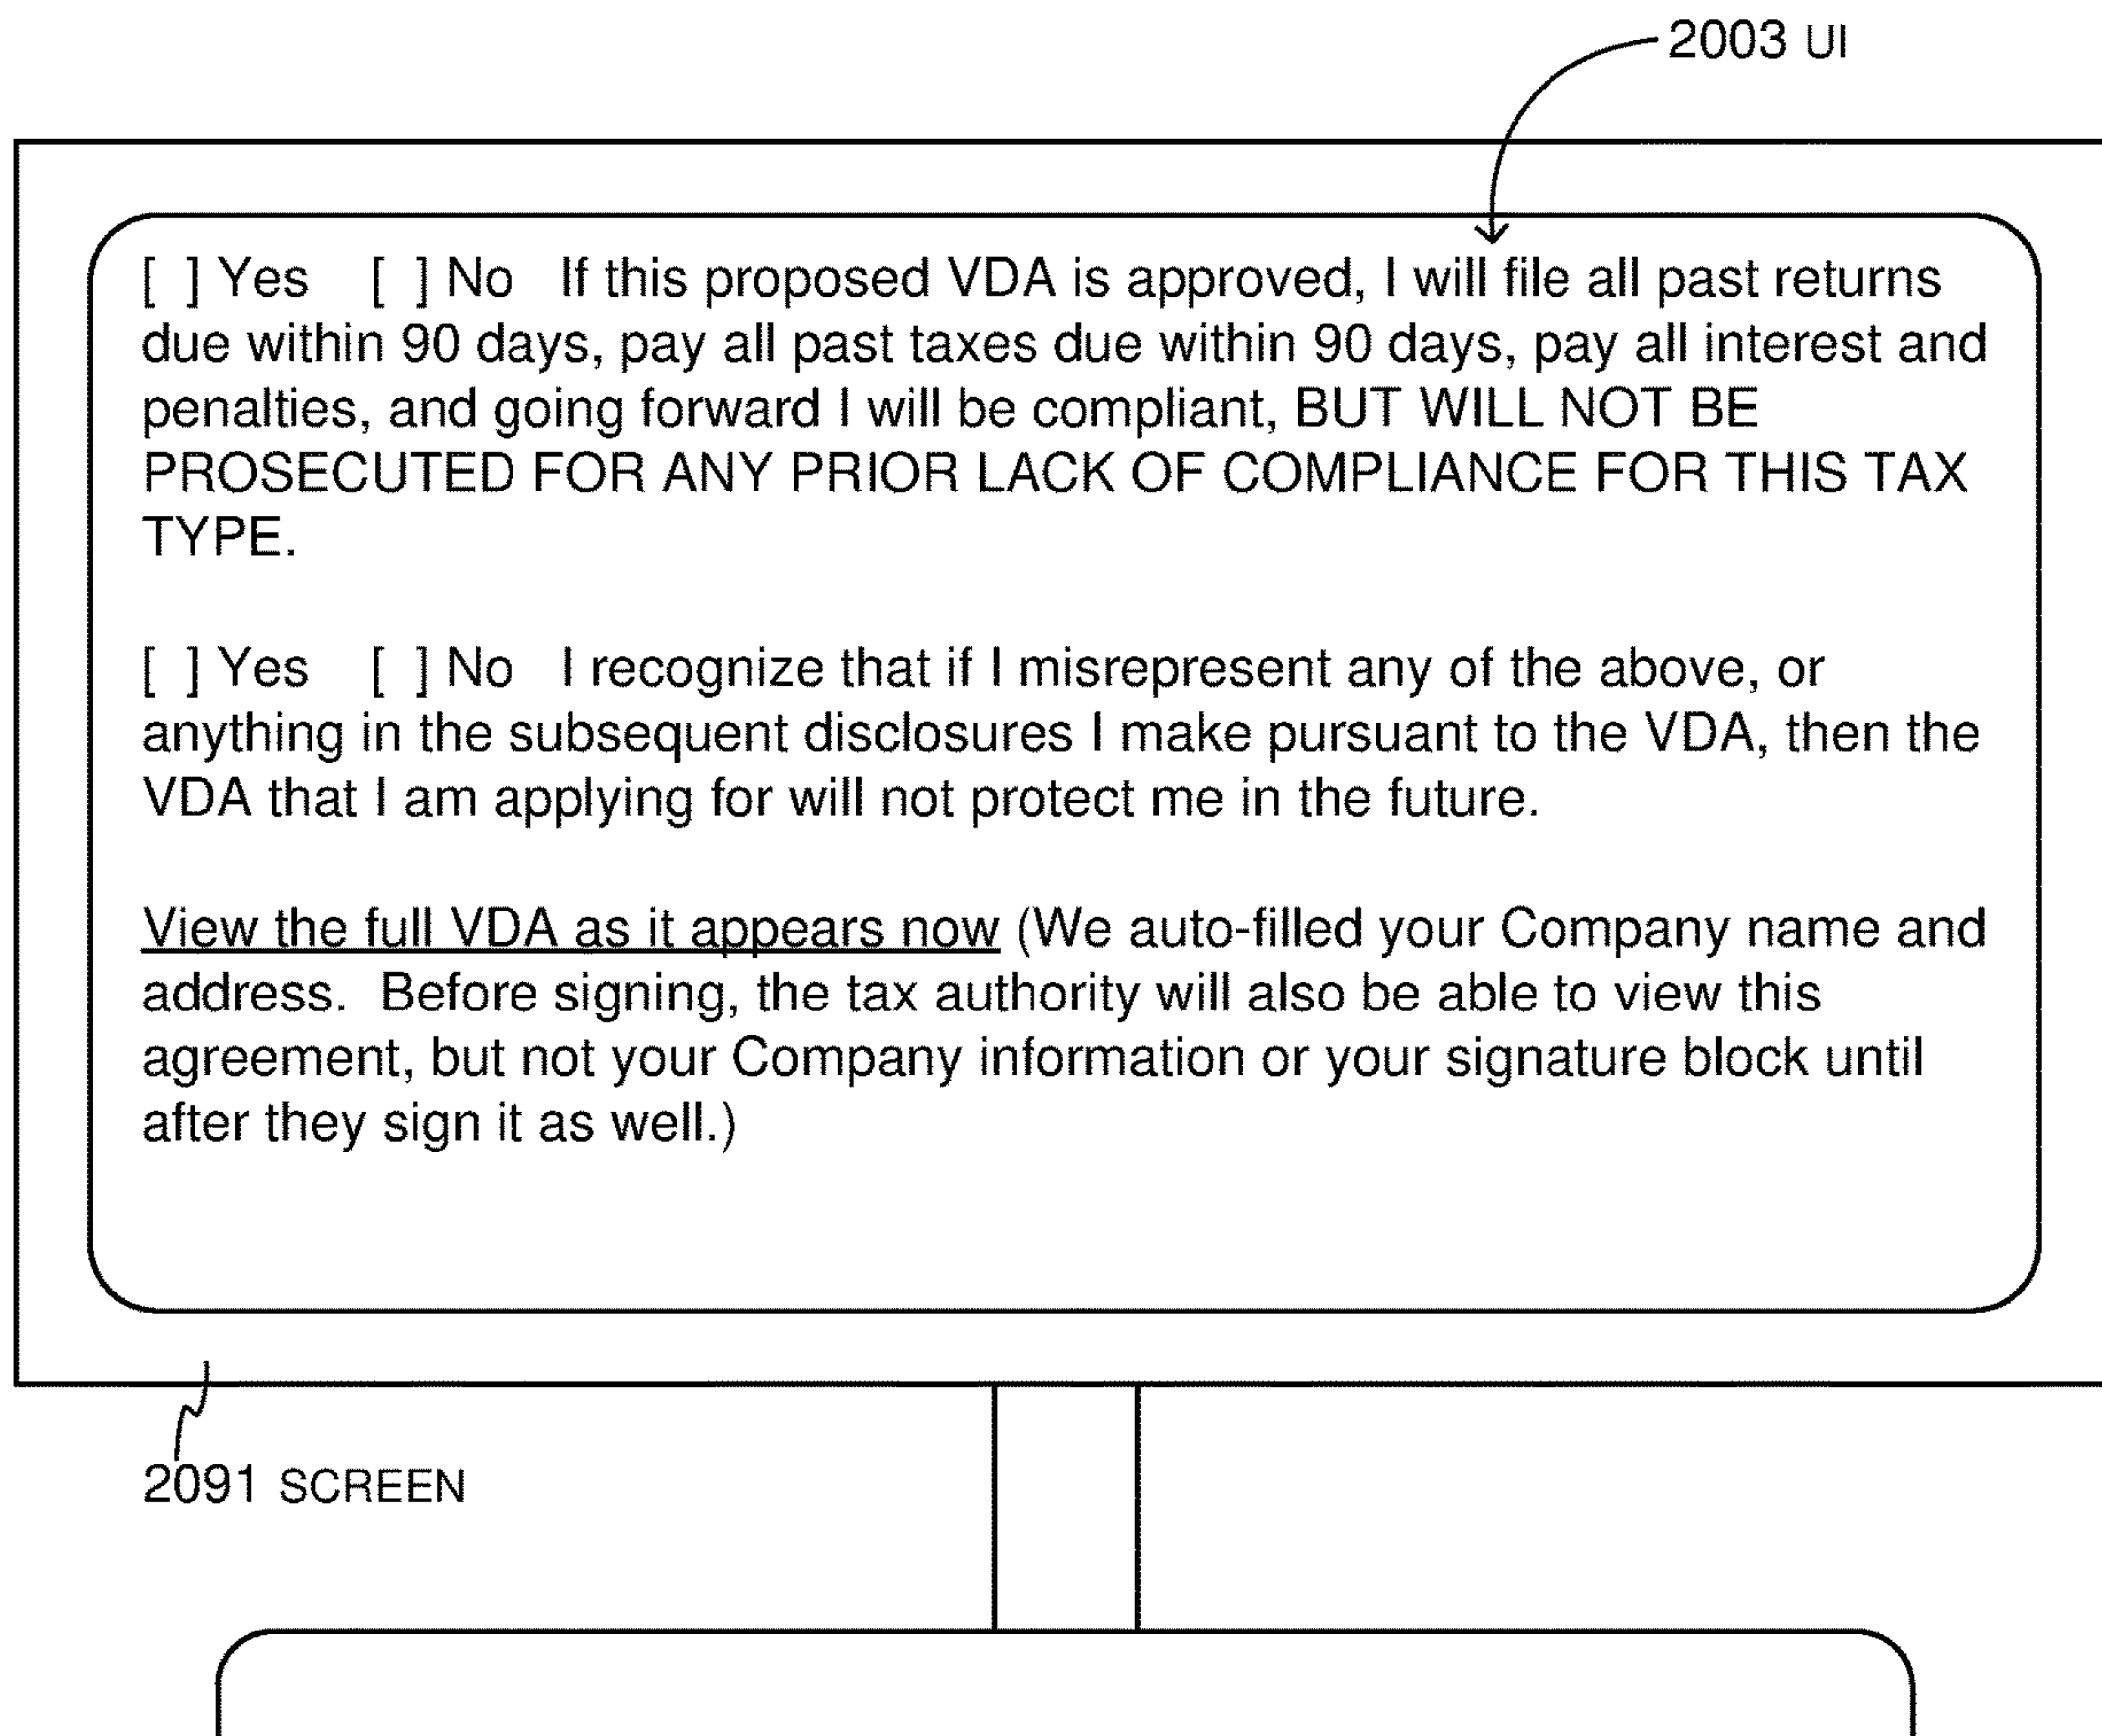 2003 UI
[ ] Yes [ ] No If this proposed VDA is approved, I will file all past returns
due within 90 days, pay all past taxes due within 90 days, pay all interest and
penalties, and going forward I will be compliant, BUT WILL NOT BE
PROSECUTED FOR ANY PRIOR LACK OF COMPLIANCE FOR THIS TAX
TYPE.
[ ] Yes [ ] No I recognize that if I misrepresent any of the above, or
anything in the subsequent disclosures I make pursuant to the VDA, then the
VDA that I am applying for will not protect me in the future.
View the full VDA as it appears now (We auto-filled your Company name and
address. Before signing, the tax authority will also be able to view this
agreement, but not your Company information or your signature block until
after they sign it as well.)
2091 SCREEN